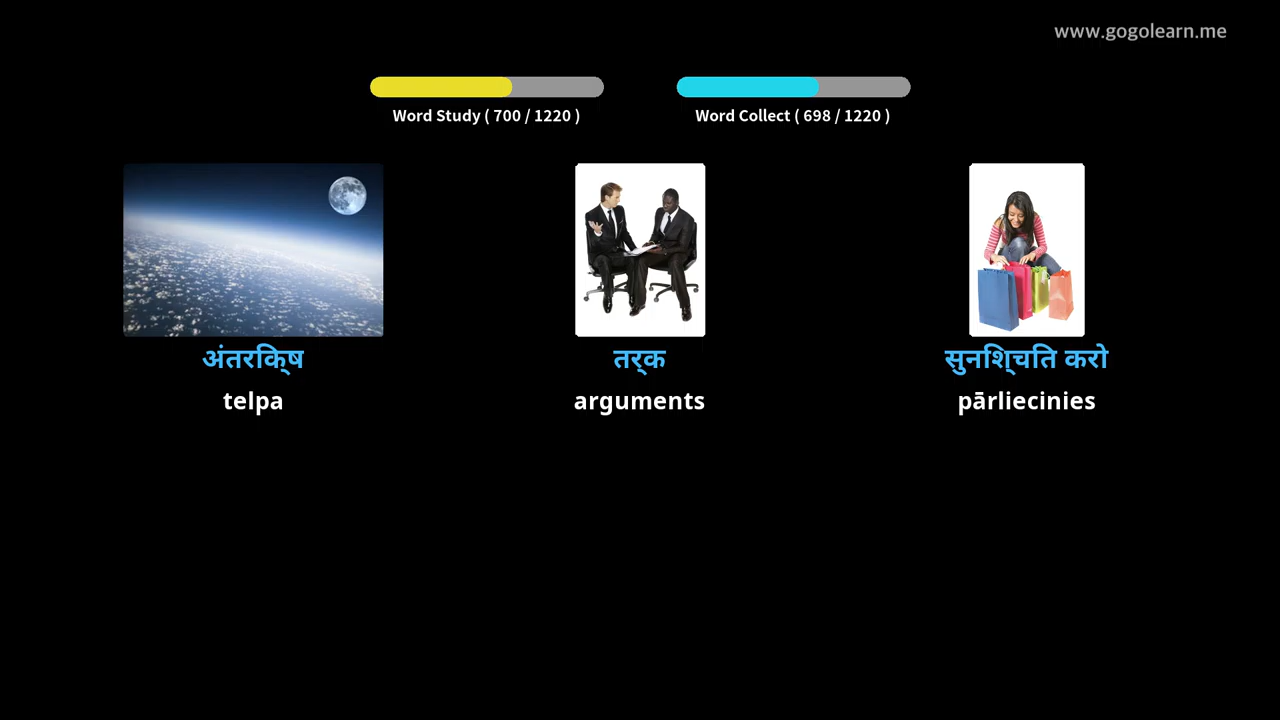 www.gogolearn.me
Word Study ( 700 / 1220 )
Word Collect ( 698 / 1220 )
अंतरिक्ष
telpa
तर्क
arguments
सुनिश्चित करो
pārliecinies